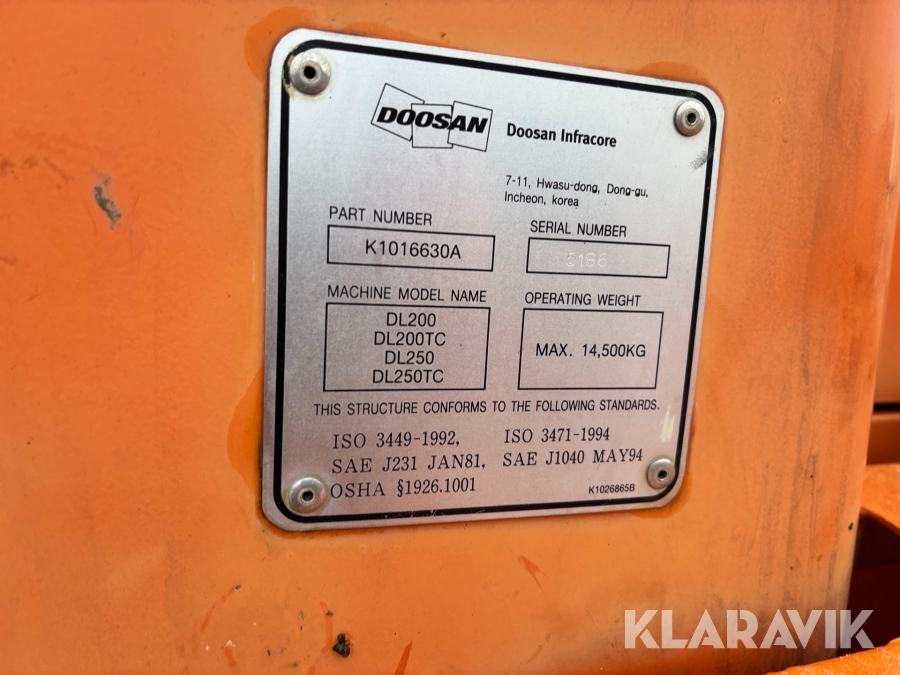 DOOSAN
Doosan Infracore
7-11, Hwasu-dong, Dong-gu,
Incheon, korea
PART NUMBER
K1016630A
SERIAL NUMBER
5186
MACHINE MODEL NAME
DL200
DL200TC
DL250
DL250TC
OPERATING WEIGHT
MAX. 14,500KG
THIS STRUCTURE CONFORMS TO THE FOLLOWING STANDARDS.
ISO 3449-1992, ISO 3471-1994
SAE J231 JAN81, SAE J1040 MAY94
OSHA §1926.1001
K1026865B
KLARAVIK